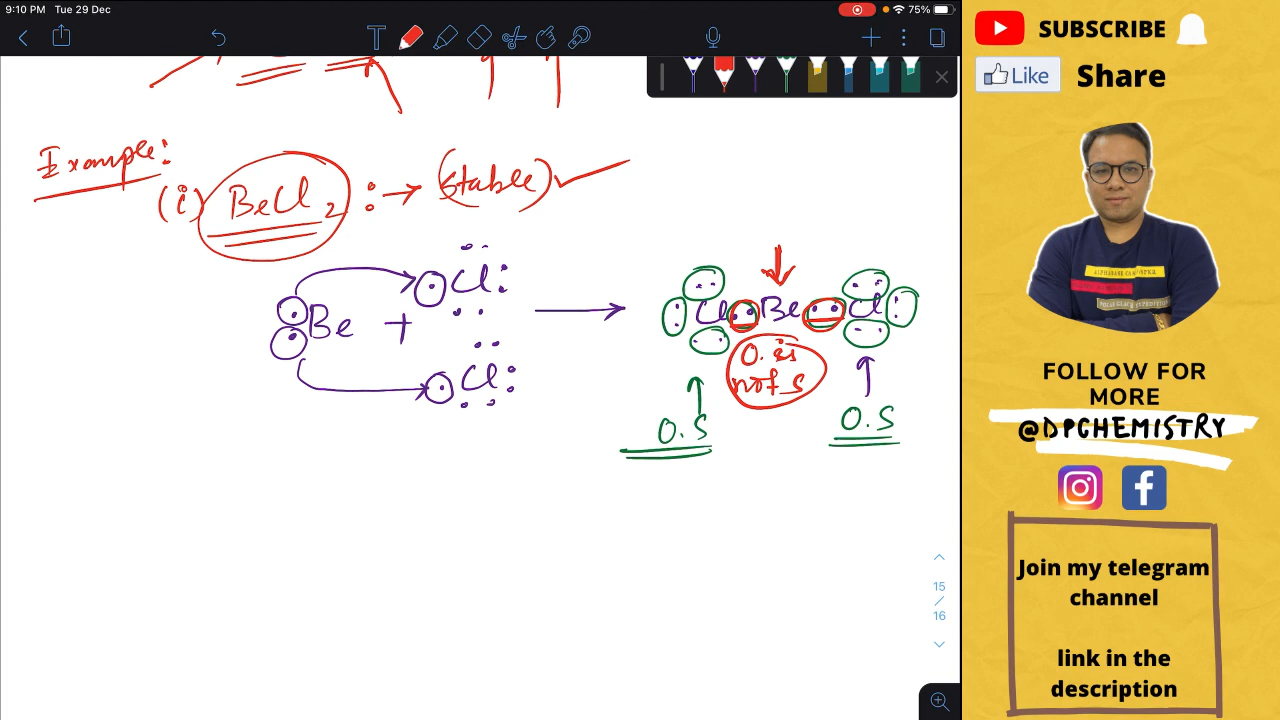 9:10 PM Tue 29 Dec
75%
Example:
(i) BeCl2 : → (stable) ✓
Be + Cl
Cl
→
Cl Be Cl
O. is
not s
O.S
O.S
15
/
16
SUBSCRIBE
Like Share
FOLLOW FOR
MORE
@DPCHEMISTRY
Join my telegram
channel
link in the
description